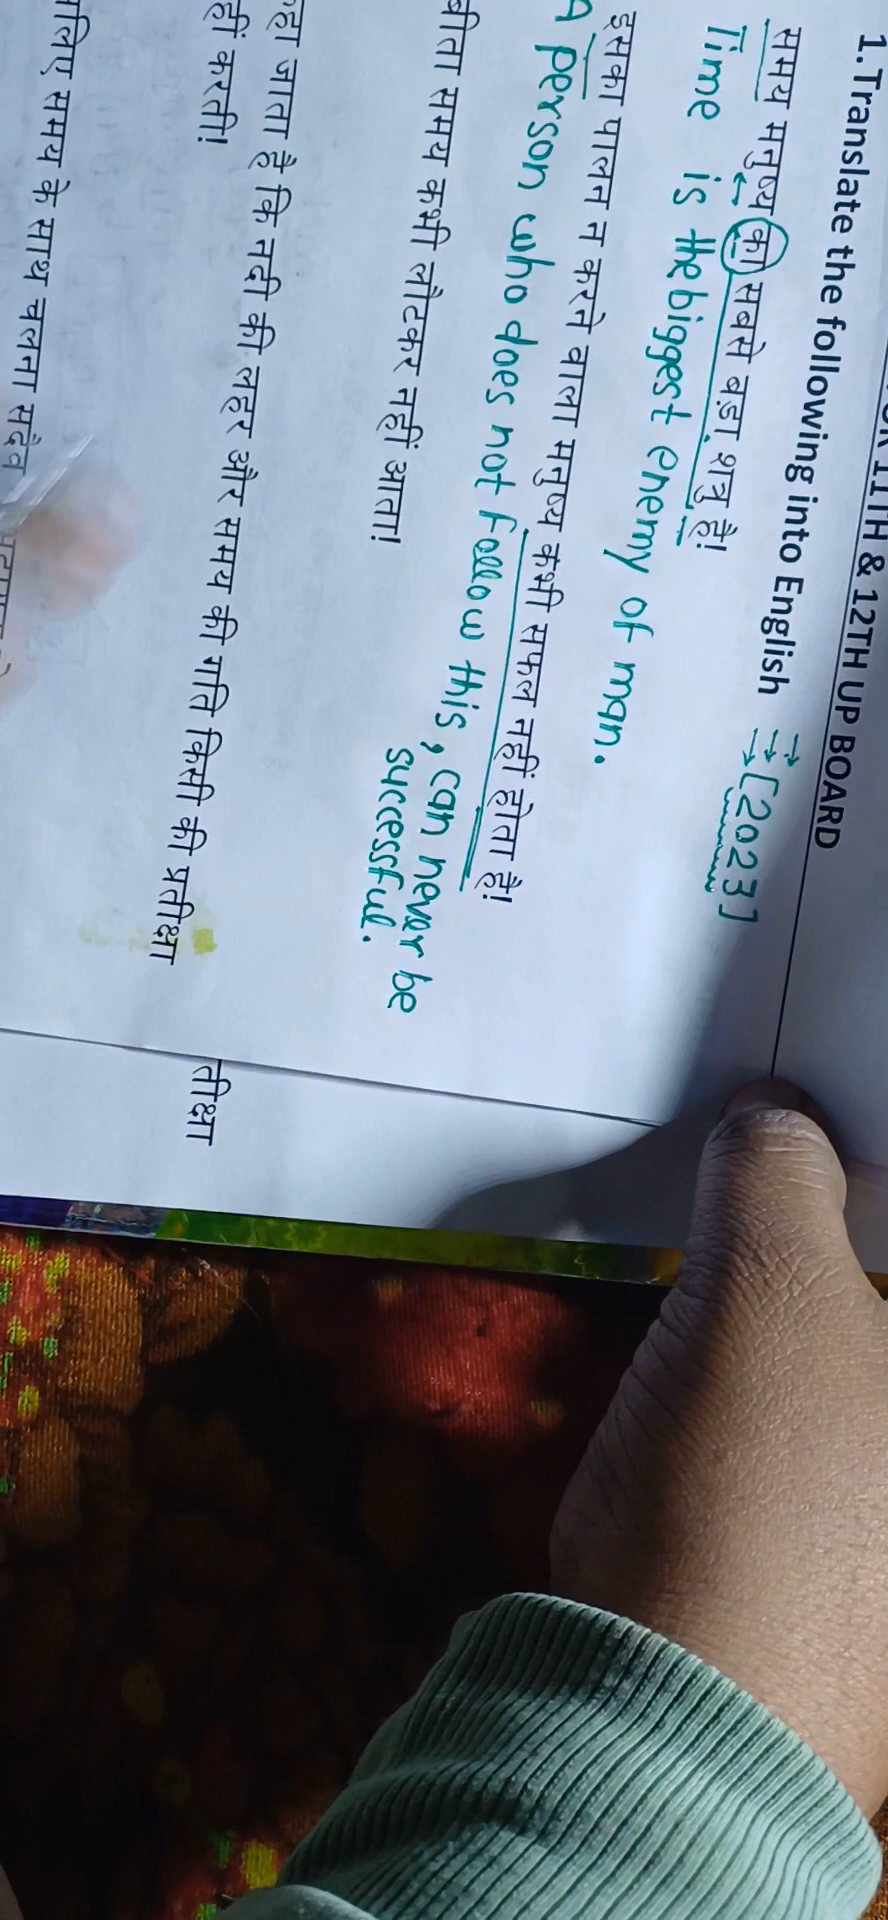 11TH & 12TH UP BOARD
1.Translate the following into English ⇒ [2023]
समय मनुष्य का सबसे बड़ा शत्रु है!
Time is the biggest enemy of man.
इसका पालन न करने वाला मनुष्य कभी सफल नहीं होता है!
A person who does not follow this, can never be
successful.
बीता समय कभी लौटकर नहीं आता!
कहा जाता है कि नदी की लहर और समय की गति किसी की प्रतीक्षा
तीक्षा
नहीं करती!
समय के साथ चलना सदैव